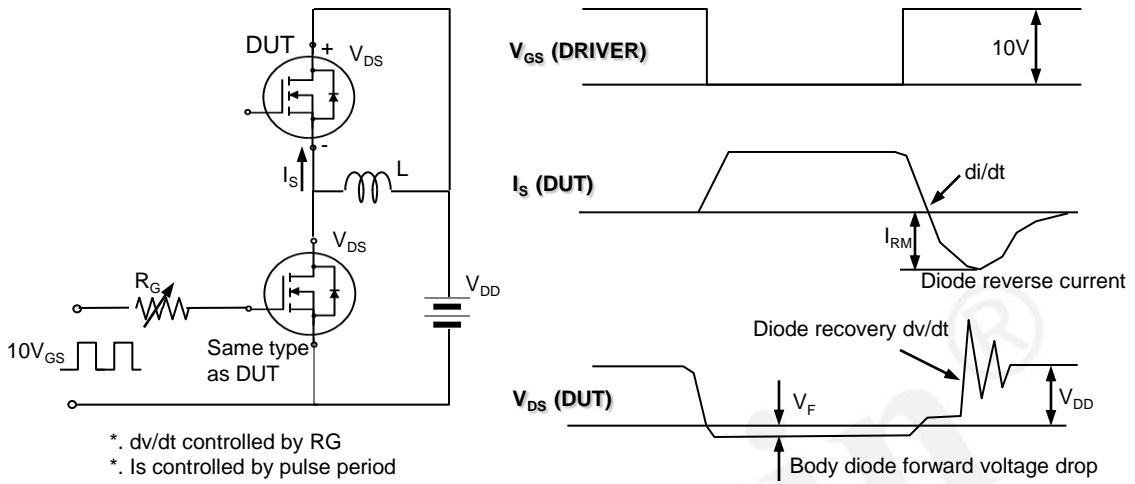 DUT
+
V_DS
-
I_S
L
V_DS
R_G
V_DD
10V_GS
Same type
as DUT
*. dv/dt controlled by RG
*. Is controlled by pulse period
V_GS (DRIVER)
10V
I_S (DUT)
di/dt
I_RM
Diode reverse current
Diode recovery dv/dt
V_DS (DUT)
V_F
V_DD
Body diode forward voltage drop
®
in